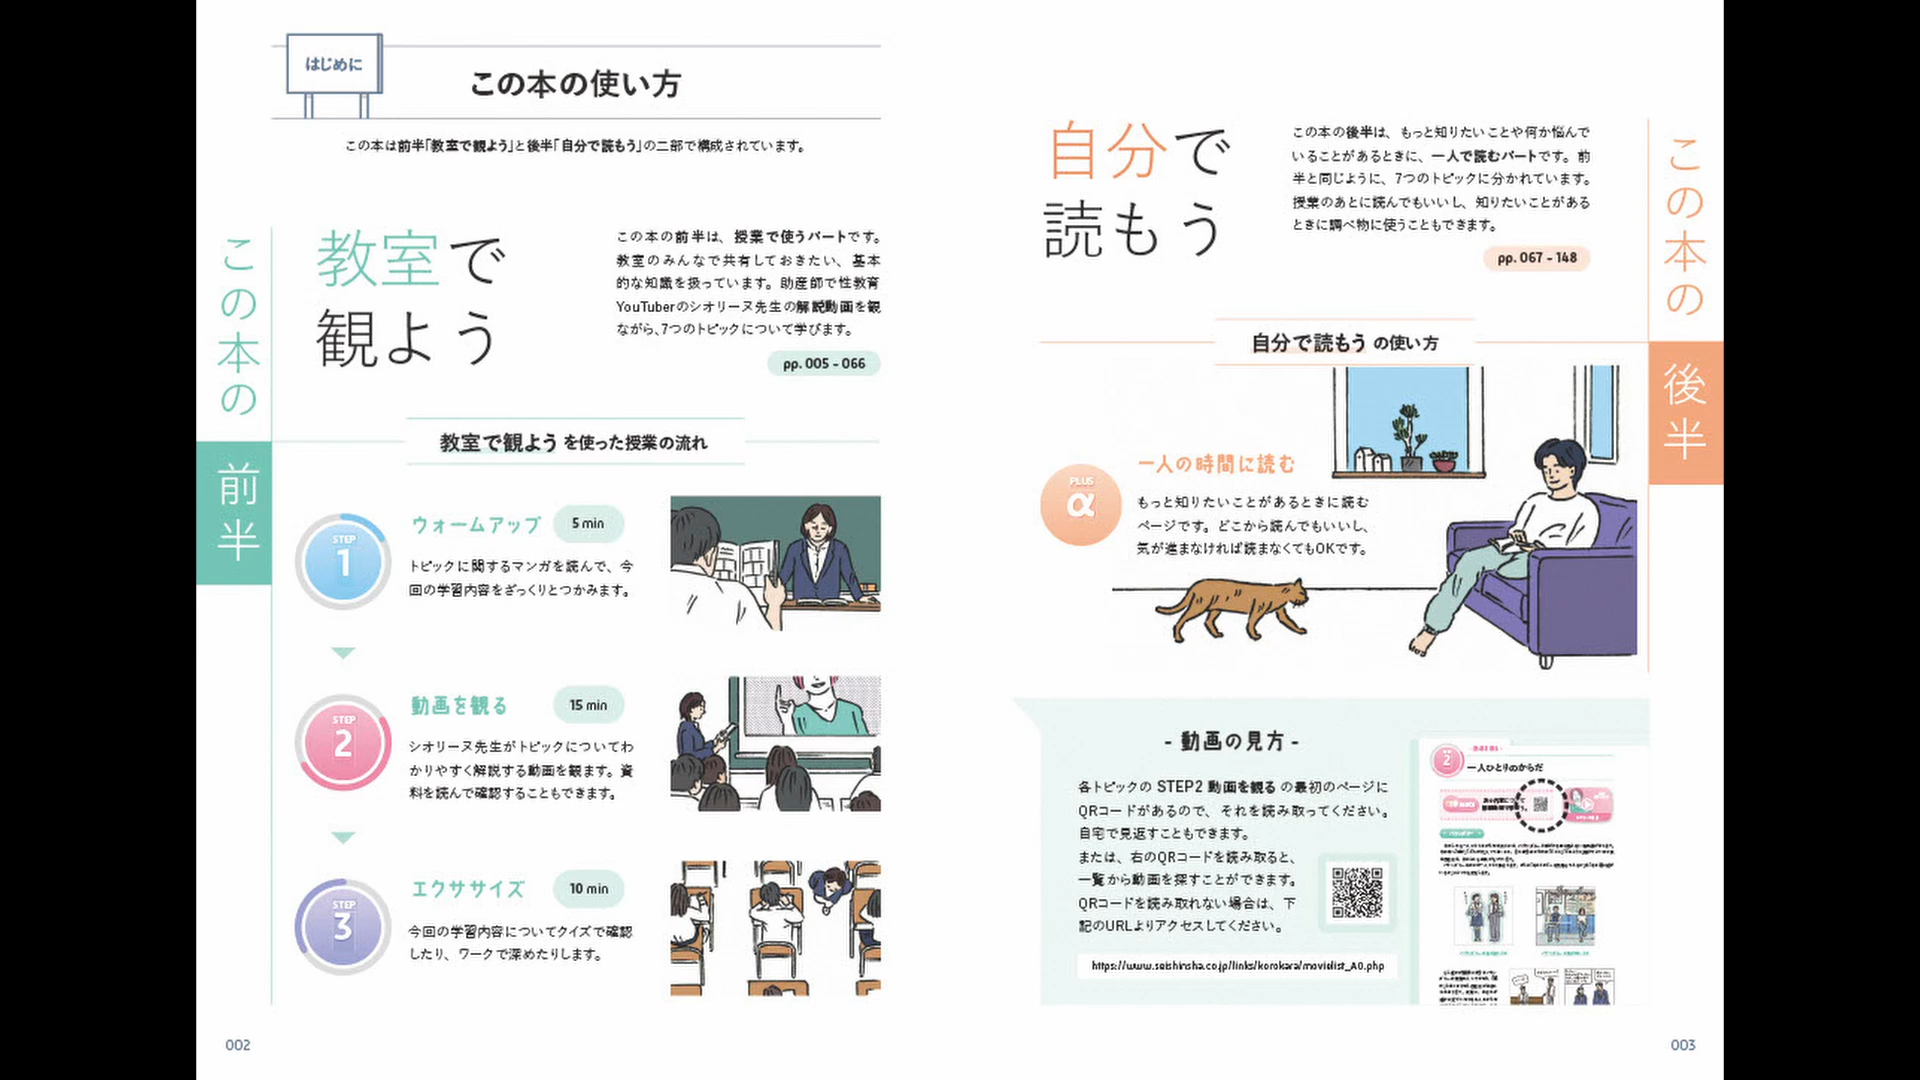 はじめに
この本の使い方
この本は前半「教室で観よう」と後半「自分で読もう」の二部で構成されています。
この本の
前半
教室で
観よう
この本の前半は、授業で使うパートです。
教室のみんなで共有しておきたい、基本
的な知識を扱っています。助産師で性教育
YouTuberのシオリーヌ先生の解説動画を観
ながら、7つのトピックについて学びます。
pp. 005 - 066
教室で観よう を使った授業の流れ
STEP
1
ウォームアップ
5 min
トピックに関するマンガを読んで、今
回の学習内容をざっくりとつかみます。
STEP
2
動画を観る
15 min
シオリーヌ先生がトピックについてわ
かりやすく解説する動画を観ます。資
料を読んで確認することもできます。
STEP
3
エクササイズ
10 min
今回の学習内容についてクイズで確認
したり、ワークで深めたりします。
002
自分で
読もう
この本の後半は、もっと知りたいことや何か悩んで
いることがあるときに、一人で読むパートです。前
半と同じように、7つのトピックに分かれています。
授業のあとに読んでもいいし、知りたいことがある
ときに調べ物に使うこともできます。
pp. 067 - 148
この本の
後半
自分で読もう の使い方
PLUS
α
一人の時間に読む
もっと知りたいことがあるときに読む
ページです。どこから読んでもいいし、
気が進まなければ読まなくてもOKです。
- 動画の見方 -
各トピックの STEP2 動画を観る の最初のページに
QRコードがあるので、それを読み取ってください。
自宅で見返すこともできます。
または、右のQRコードを読み取ると、
一覧から動画を探すことができます。
QRコードを読み取れない場合は、下
記のURLよりアクセスしてください。
https://www.seishinsha.co.jp/links/korokara/movielist_A0.php
2
一人ひとりのからだ
003